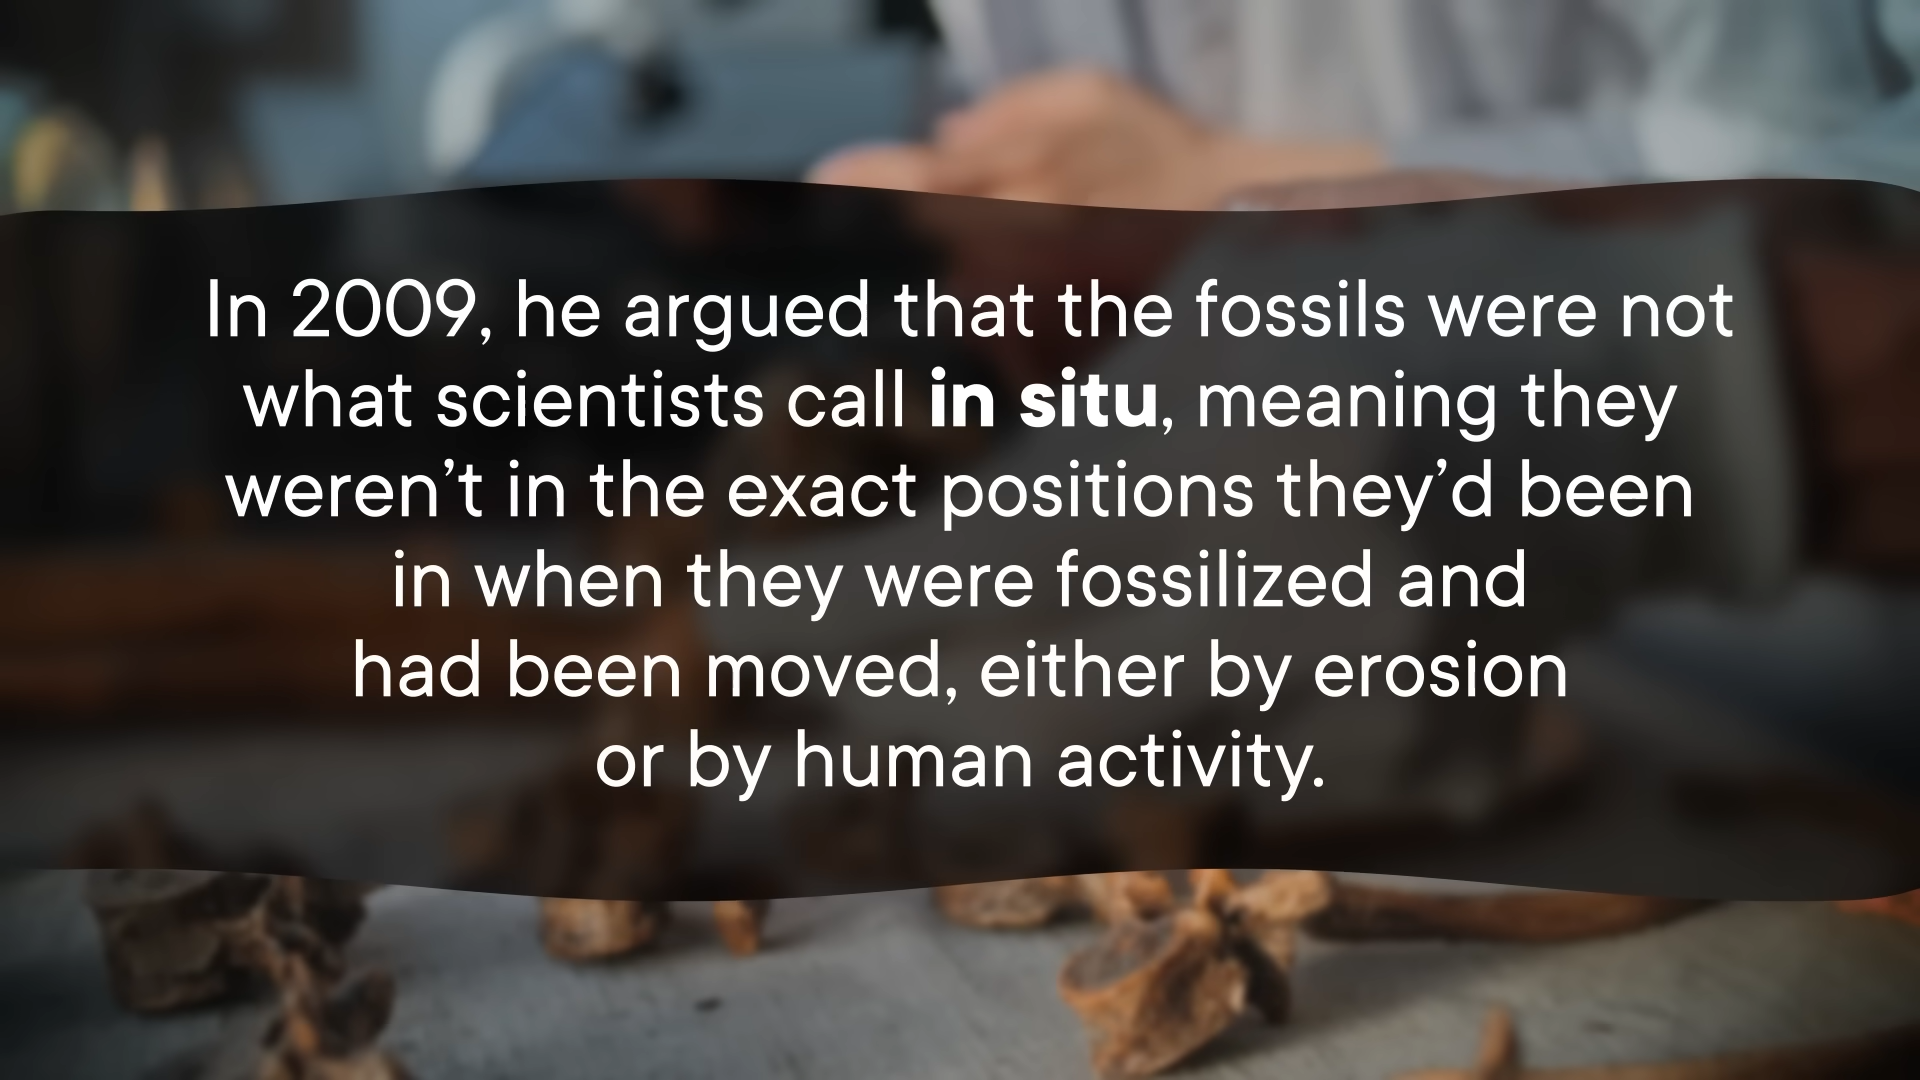 In 2009, he argued that the fossils were not
what scientists call in situ, meaning they
weren’t in the exact positions they’d been
in when they were fossilized and
had been moved, either by erosion
or by human activity.